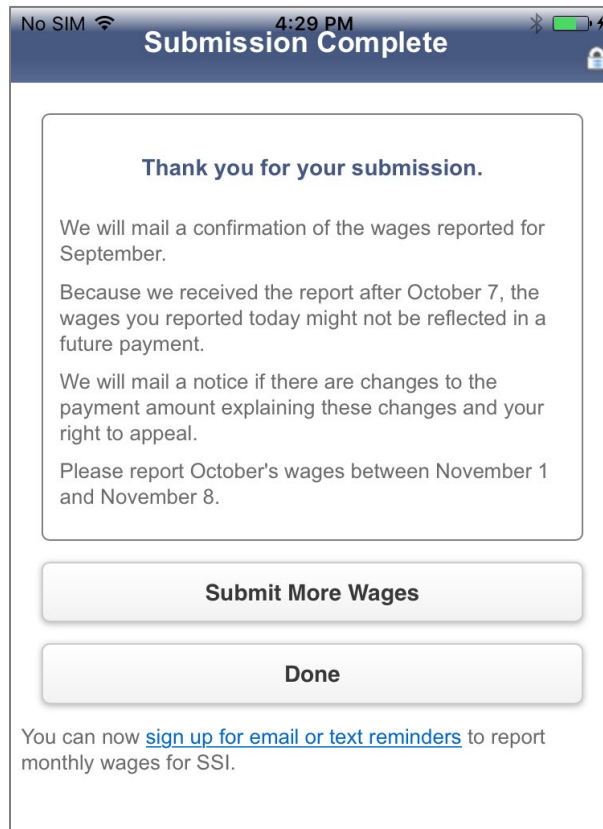 No SIM 4:29 PM
Submission Complete
Thank you for your submission.
We will mail a confirmation of the wages reported for
September.
Because we received the report after October 7, the
wages you reported today might not be reflected in a
future payment.
We will mail a notice if there are changes to the
payment amount explaining these changes and your
right to appeal.
Please report October's wages between November 1
and November 8.
Submit More Wages
Done
You can now sign up for email or text reminders to report
monthly wages for SSI.